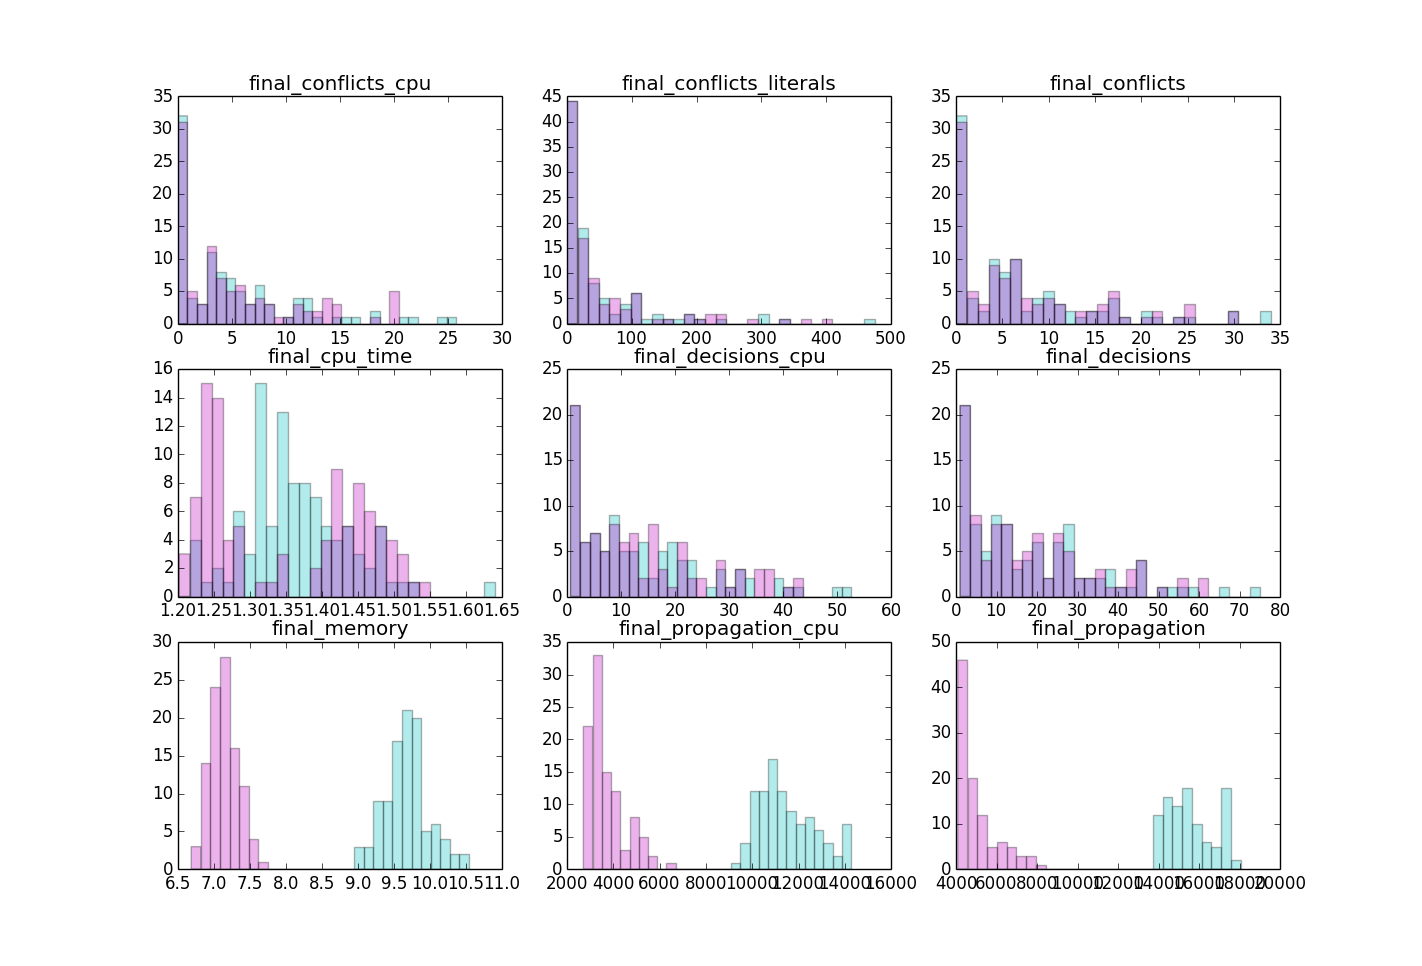 final_conflicts_cpu final_conflicts_literals final_conflicts
35 30 25 20 15 10 5 0
0 5 10 15 20 25 30
45 40 35 30 25 20 15 10 5 0
0 100 200 300 400 500
35 30 25 20 15 10 5 0
0 5 10 15 20 25 30 35
final_cpu_time final_decisions_cpu final_decisions
16 14 12 10 8 6 4 2 0
1.20 1.25 1.30 1.35 1.40 1.45 1.50 1.55 1.60 1.65
25 20 15 10 5 0
0 10 20 30 40 50 60
25 20 15 10 5 0
0 10 20 30 40 50 60 70 80
final_memory final_propagation_cpu final_propagation
30 25 20 15 10 5 0
6.5 7.0 7.5 8.0 8.5 9.0 9.5 10.0 10.5 11.0
35 30 25 20 15 10 5 0
2000 4000 6000 8000 10000 12000 14000 16000
50 40 30 20 10 0
4000 6000 8000 10000 12000 14000 16000 18000 20000